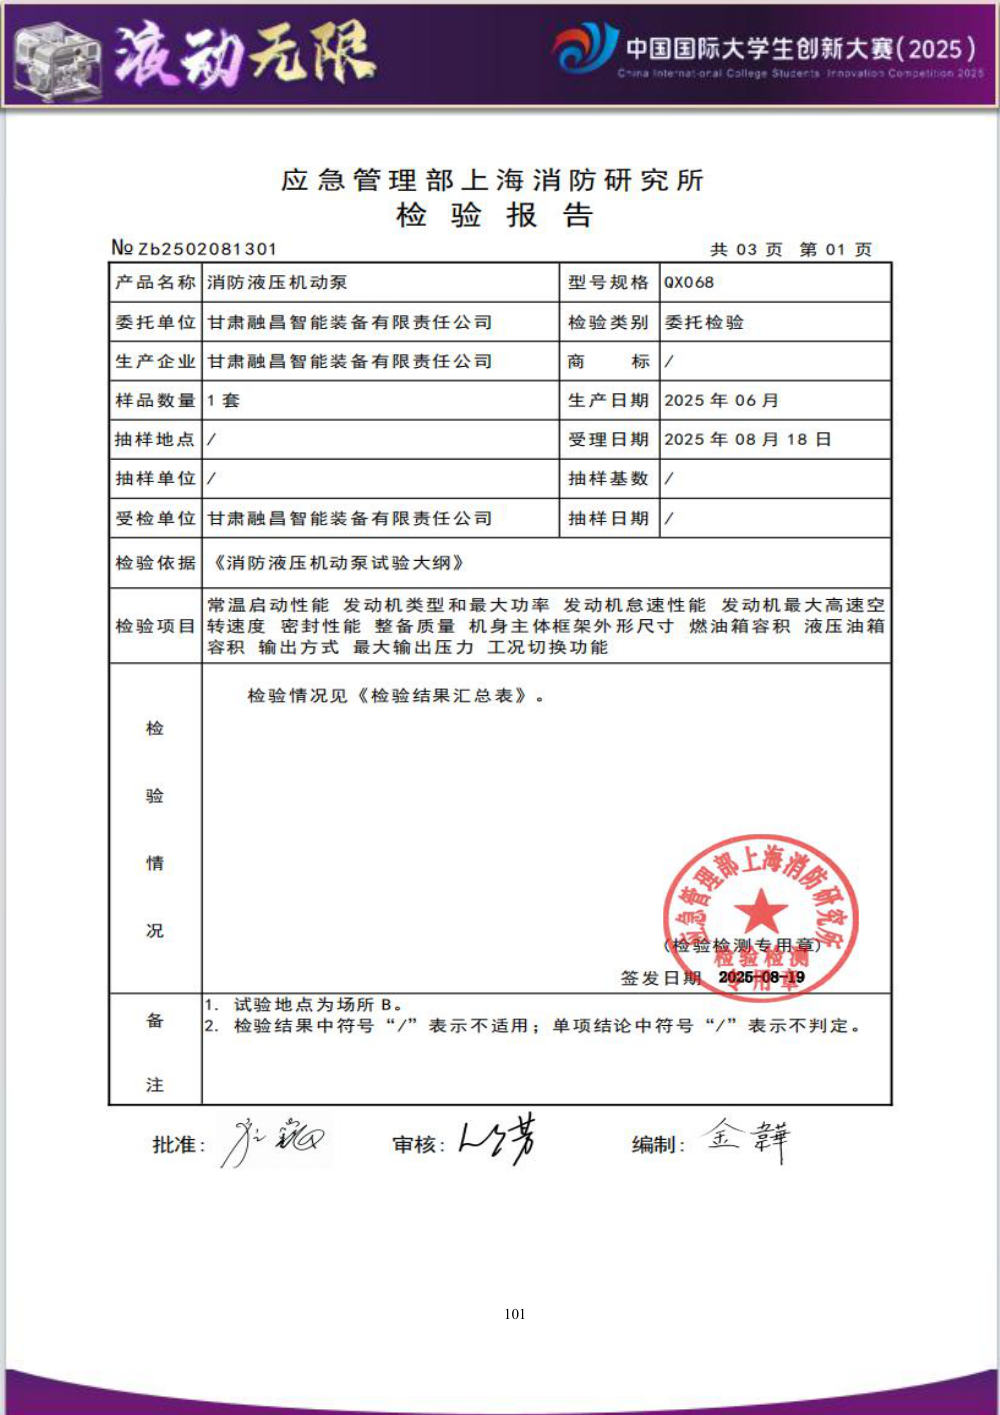 液动无限
中国国际大学生创新大赛(2025)
China International College Students Innovation Competition 2025
应急管理部上海消防研究所
检验报告
№Zb2502081301
共 03 页 第 01 页
产品名称 消防液压机动泵 型号规格 QX068
委托单位 甘肃融昌智能装备有限责任公司 检验类别 委托检验
生产企业 甘肃融昌智能装备有限责任公司 商标 /
样品数量 1 套 生产日期 2025 年 06 月
抽样地点 / 受理日期 2025 年 08 月 18 日
抽样单位 / 抽样基数 /
受检单位 甘肃融昌智能装备有限责任公司 抽样日期 /
检验依据 《消防液压机动泵试验大纲》
常温启动性能 发动机类型和最大功率 发动机怠速性能 发动机最大高速空
检验项目 转速度 密封性能 整备质量 机身主体框架外形尺寸 燃油箱容积 液压油箱
容积 输出方式 最大输出压力 工况切换功能
检验情况
检验情况见《检验结果汇总表》。
应急管理部上海消防研究所
检验检测
专用章
(检验检测专用章)
签发日期 2025-08-19
备注
1. 试验地点为场所 B。
2. 检验结果中符号“/”表示不适用；单项结论中符号“/”表示不判定。
批准： 审核： 编制：金韡
101